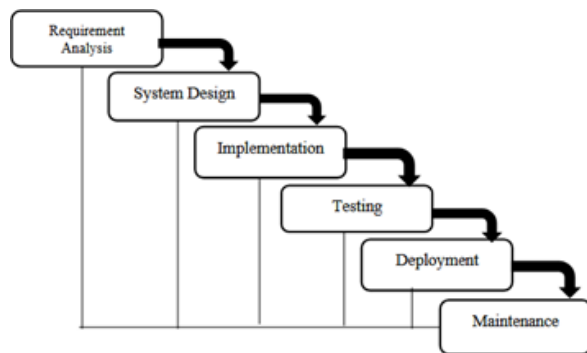 Requirement
Analysis
System Design
Implementation
Testing
Deployment
Maintenance